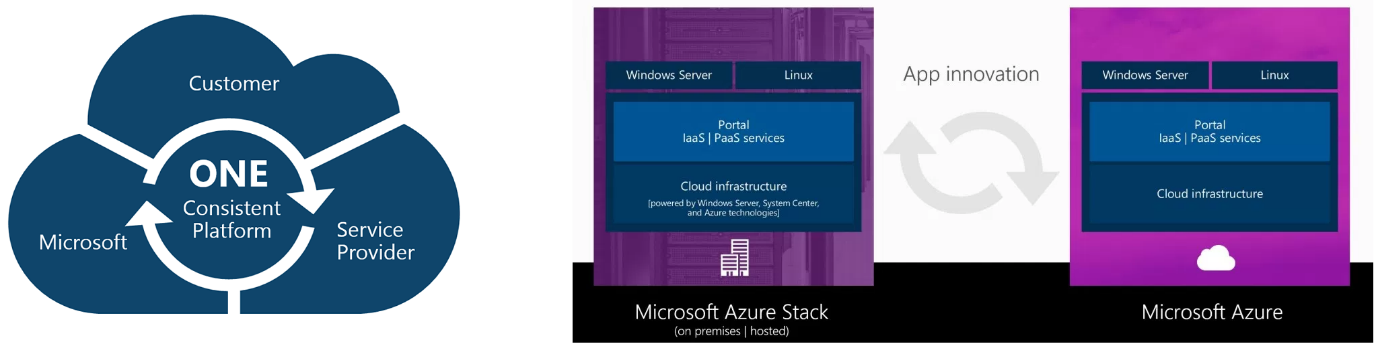 Customer
ONE
Consistent
Platform
Microsoft
Service
Provider
Windows Server
Linux
Portal
IaaS | PaaS services
Cloud infrastructure
[powered by Windows Server, System Center,
and Azure technologies]
Microsoft Azure Stack
(on premises | hosted)
App innovation
Windows Server
Linux
Portal
IaaS | PaaS services
Cloud infrastructure
Microsoft Azure